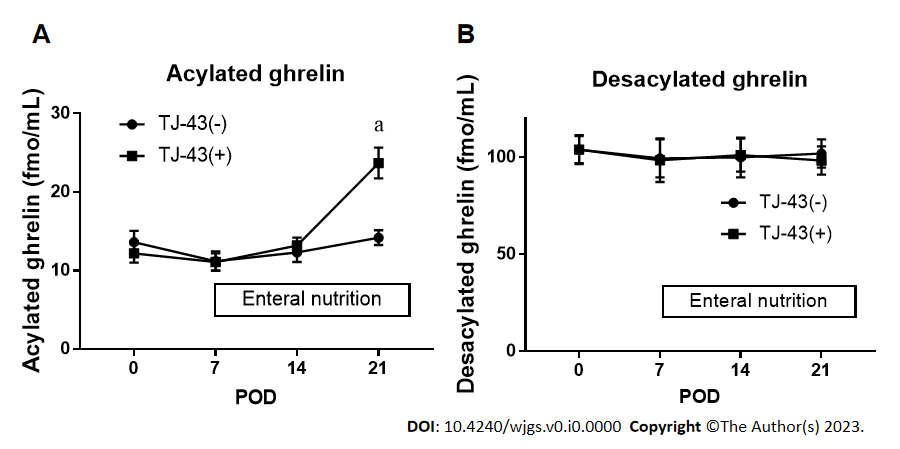 A
Acylated ghrelin
Acylated ghrelin (fmo/mL)
30
20
10
0
TJ-43(-)
TJ-43(+)
a
Enteral nutrition
0 7 14 21
POD
B
Desacylated ghrelin
Desacylated ghrelin (fmo/mL)
100
50
0
TJ-43(-)
TJ-43(+)
Enteral nutrition
0 7 14 21
POD
DOI: 10.4240/wjgs.v0.i0.0000 Copyright ©The Author(s) 2023.